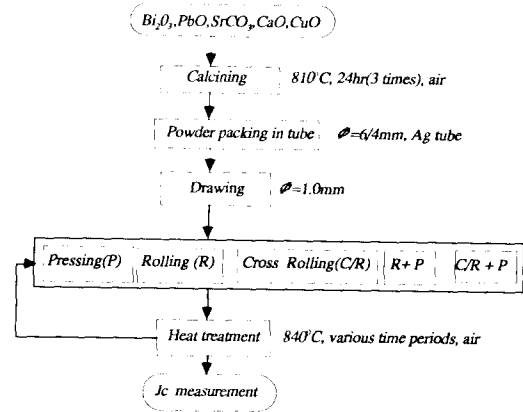 Bi₂0₃,PbO,SrCO₃,CaO,CuO
Calcining 810°C, 24hr(3 times), air
Powder packing in tube Φ=6/4mm, Ag tube
Drawing Φ=1.0mm
Pressing(P) Rolling (R) Cross Rolling(C/R) R+ P C/R + P
Heat treatment 840°C, various time periods, air
Jc measurement